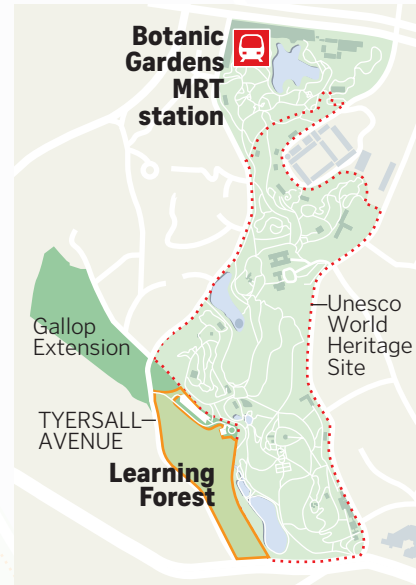 Botanic
Gardens
MRT
station
Unesco
World
Heritage
Site
Gallop
Extension
TYERSALL
AVENUE
Learning
Forest